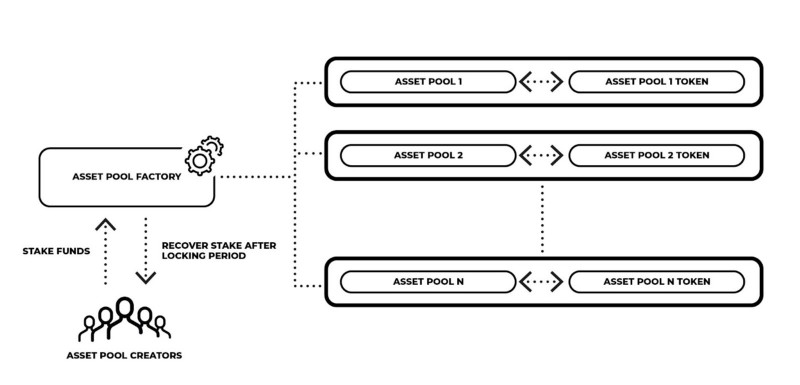 ASSET POOL 1
ASSET POOL 1 TOKEN
ASSET POOL 2
ASSET POOL 2 TOKEN
ASSET POOL FACTORY
STAKE FUNDS
RECOVER STAKE AFTER
LOCKING PERIOD
ASSET POOL N
ASSET POOL N TOKEN
ASSET POOL CREATORS